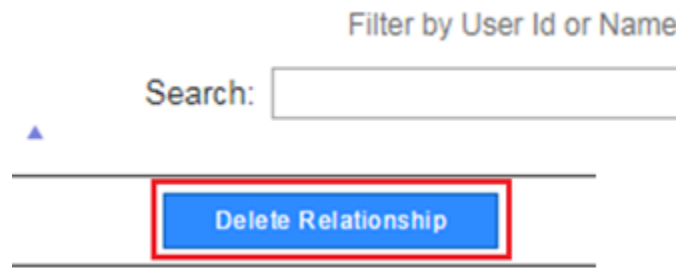 Filter by User Id or Name
Search:
Delete Relationship